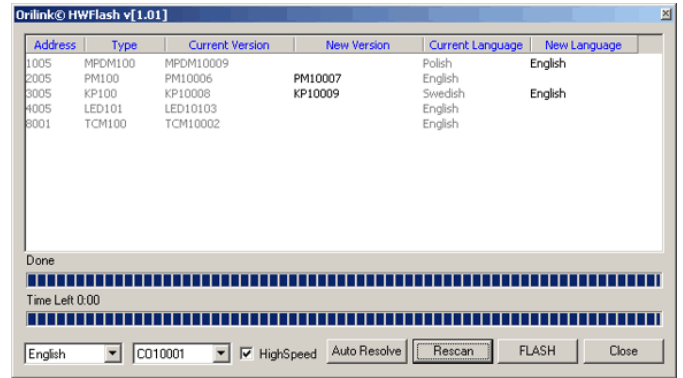 Orilink© HWFlash v[1.01]
Address Type Current Version New Version Current Language New Language
1005 MPDM100 MPDM10009 Polish English
2005 PM100 PM10006 PM10007 English
3005 KP100 KP10008 KP10009 Swedish English
4005 LED101 LED10103 English
8001 TCM100 TCM10002 English
Done
Time Left 0:00
English CO10001 HighSpeed Auto Resolve Rescan FLASH Close